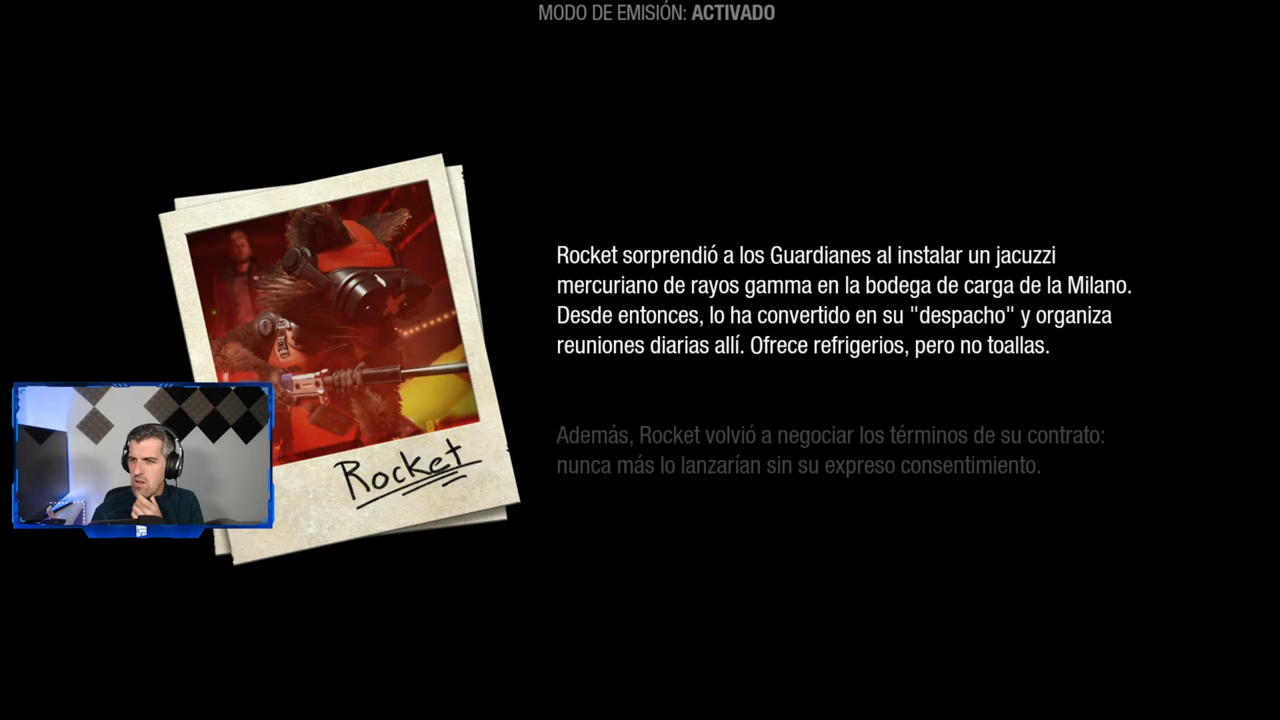 MODO DE EMISIÓN: ACTIVADO
Rocket sorprendió a los Guardianes al instalar un jacuzzi
mercuriano de rayos gamma en la bodega de carga de la Milano.
Desde entonces, lo ha convertido en su "despacho" y organiza
reuniones diarias allí. Ofrece refrigerios, pero no toallas.
Además, Rocket volvió a negociar los términos de su contrato:
nunca más lo lanzarían sin su expreso consentimiento.
Rocket